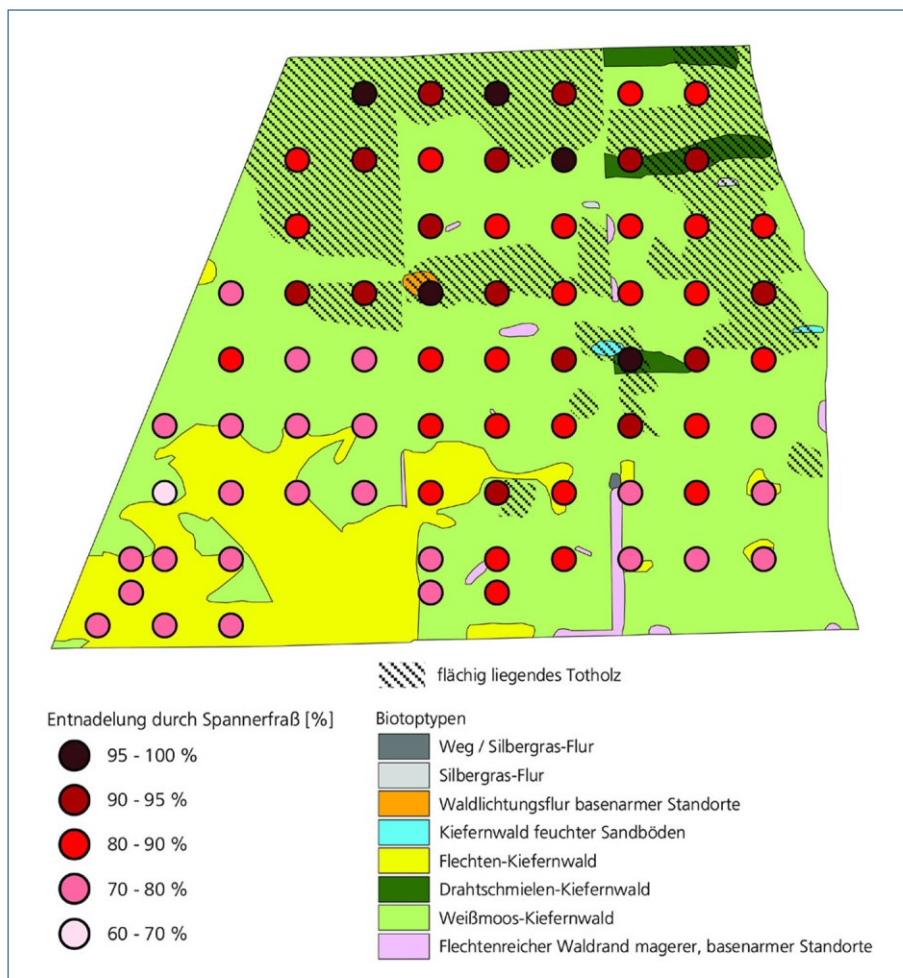 flächig liegendes Totholz
Entnadelung durch Spannerfraß [%]
95 - 100 %
90 - 95 %
80 - 90 %
70 - 80 %
60 - 70 %
Biotoptypen
Weg / Silbergras-Flur
Silbergras-Flur
Waldlichtungsflur basenarmer Standorte
Kiefernwald feuchter Sandböden
Flechten-Kiefernwald
Drahtschmielen-Kiefernwald
Weißmoos-Kiefernwald
Flechtenreicher Waldrand magerer, basenarmer Standorte